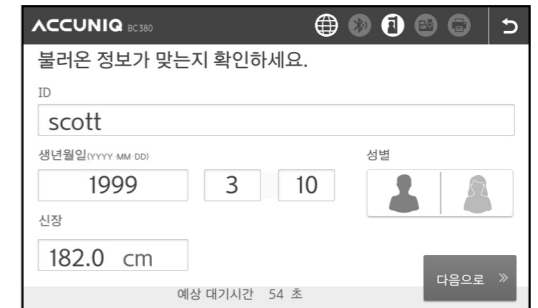 ACCUNIQ BC380
불러온 정보가 맞는지 확인하세요.
ID
scott
생년월일(YYYY-MM-DD)
성별
1999 3 10
신장
182.0 cm
다음으로 »
예상 대기시간 54 초